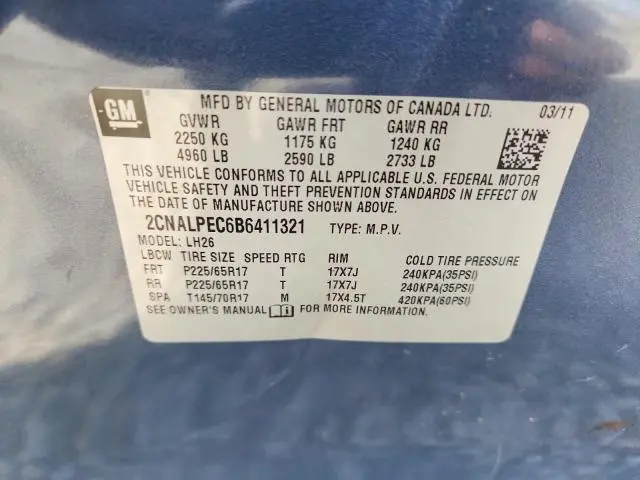 GM
MFD BY GENERAL MOTORS OF CANADA LTD. 03/11
GVWR GAWR FRT GAWR RR
2250 KG 1175 KG 1240 KG
4960 LB 2590 LB 2733 LB
THIS VEHICLE CONFORMS TO ALL APPLICABLE U.S. FEDERAL MOTOR
VEHICLE SAFETY AND THEFT PREVENTION STANDARDS IN EFFECT ON
THE DATE OF MANUFACTURE SHOWN ABOVE.
2CNALPEC6B6411321 TYPE: M.P.V.
MODEL: LH26
LBCW TIRE SIZE SPEED RTG RIM COLD TIRE PRESSURE
FRT P225/65R17 T 17X7J 240KPA(35PSI)
RR P225/65R17 T 17X7J 240KPA(35PSI)
SPA T145/70R17 M 17X4.5T 420KPA(60PSI)
SEE OWNER'S MANUAL FOR MORE INFORMATION.